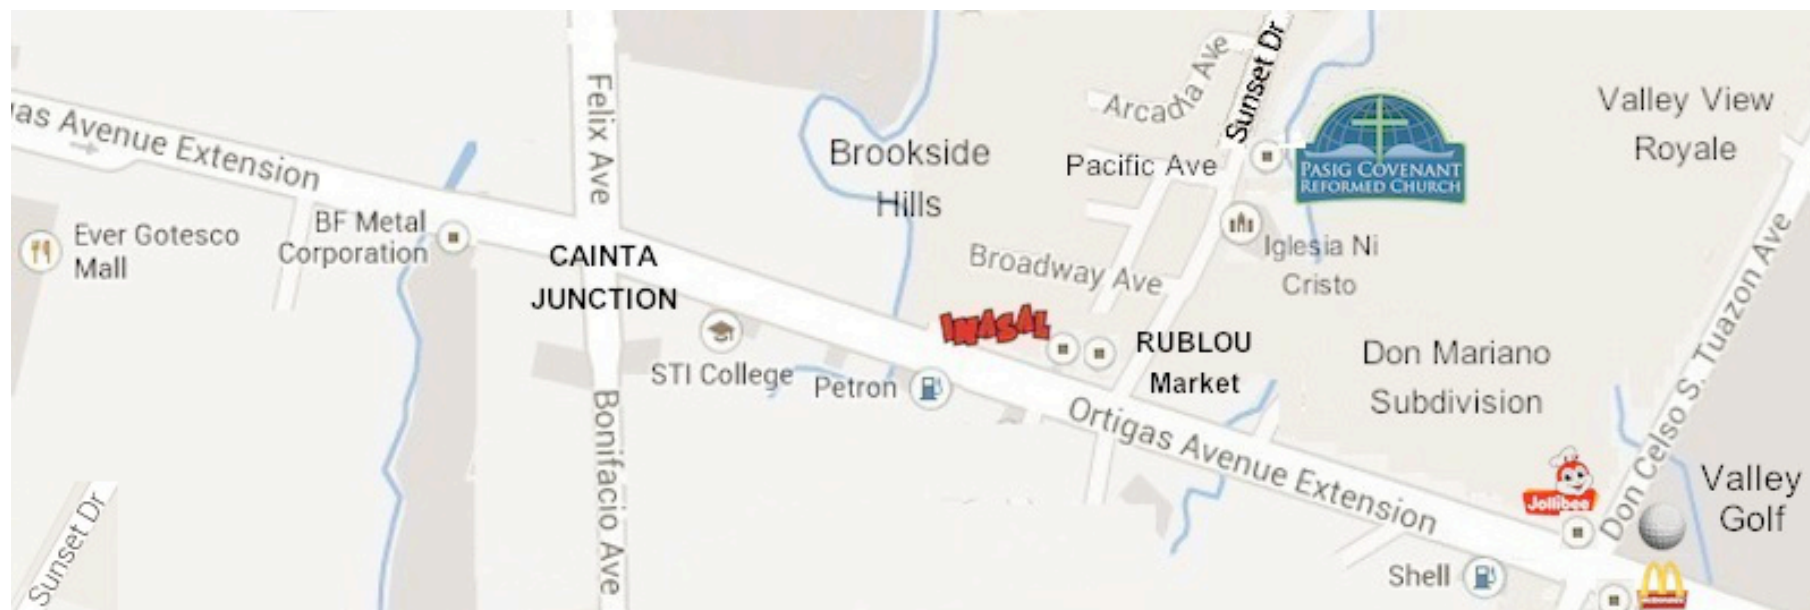 Sunset Dr
Arcadia Ave
Felix Ave
Valley View
Royale
gas Avenue Extension
Brookside
Hills
Pacific Ave
PASIG COVENANT
REFORMED CHURCH
Ever Gotesco
Mall
BF Metal
Corporation
CAINTA
JUNCTION
Iglesia Ni
Cristo
Broadway Ave
INASAL
RUBLOU
Market
STI College
Petron
Don Mariano
Subdivision
Don Celso S. Tuazon Ave
Ortigas Avenue Extension
Bonifacio Ave
Jollibee
Valley
Golf
Sunset Dr
Shell